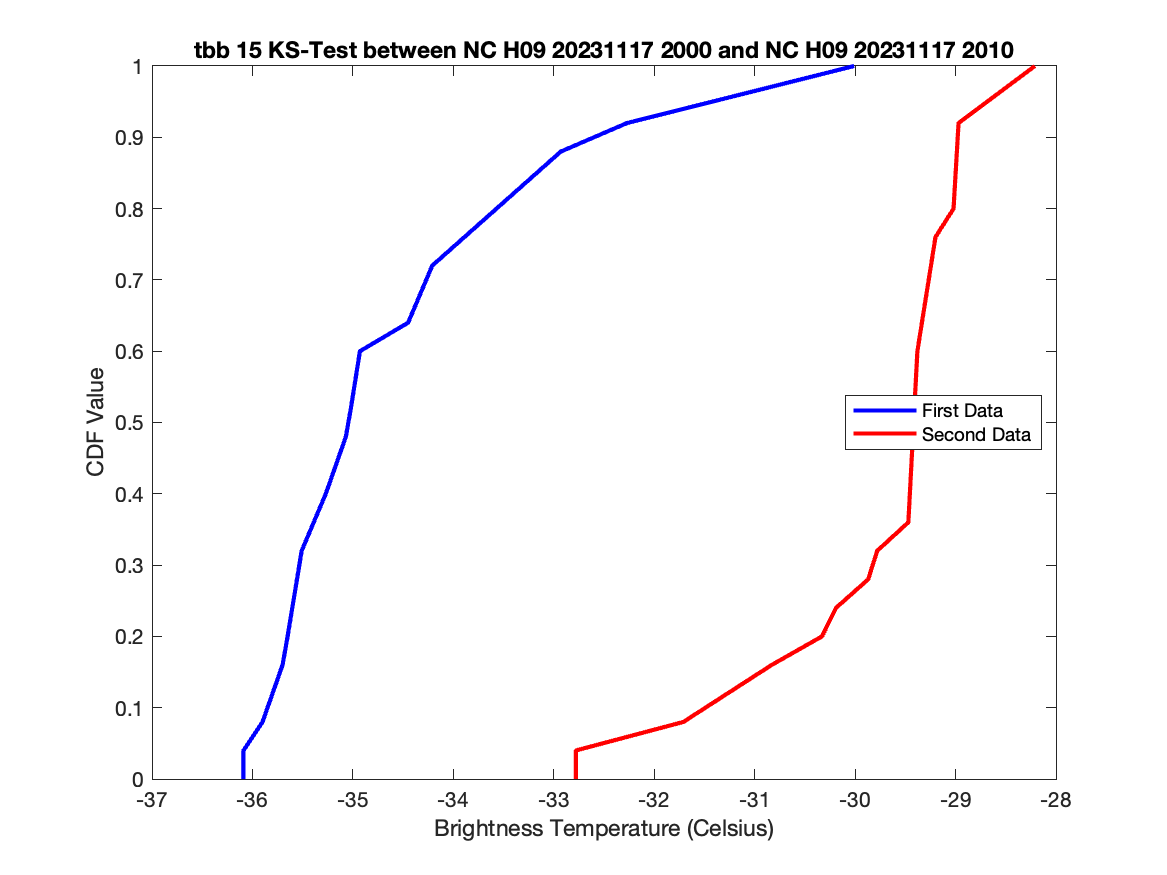 tbb 15 KS-Test between NC H09 20231117 2000 and NC H09 20231117 2010
1
0.9
0.8
0.7
0.6
0.5
0.4
0.3
0.2
0.1
0
CDF Value
First Data
Second Data
-37 -36 -35 -34 -33 -32 -31 -30 -29 -28
Brightness Temperature (Celsius)